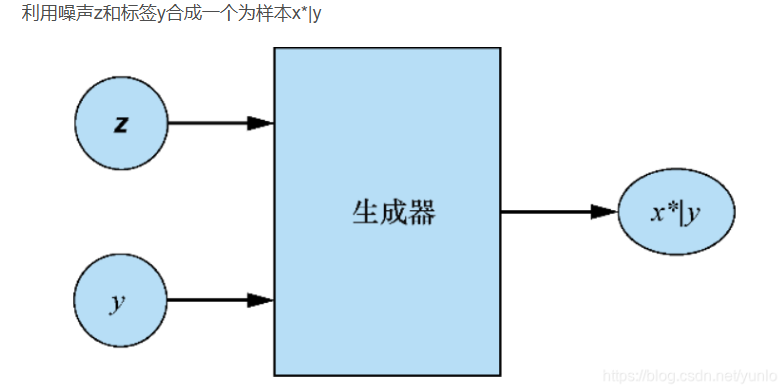 利用噪声z和标签y合成一个为样本x*|y
z
生成器
x*|y
y
https://blog.csdn.net/yunlo